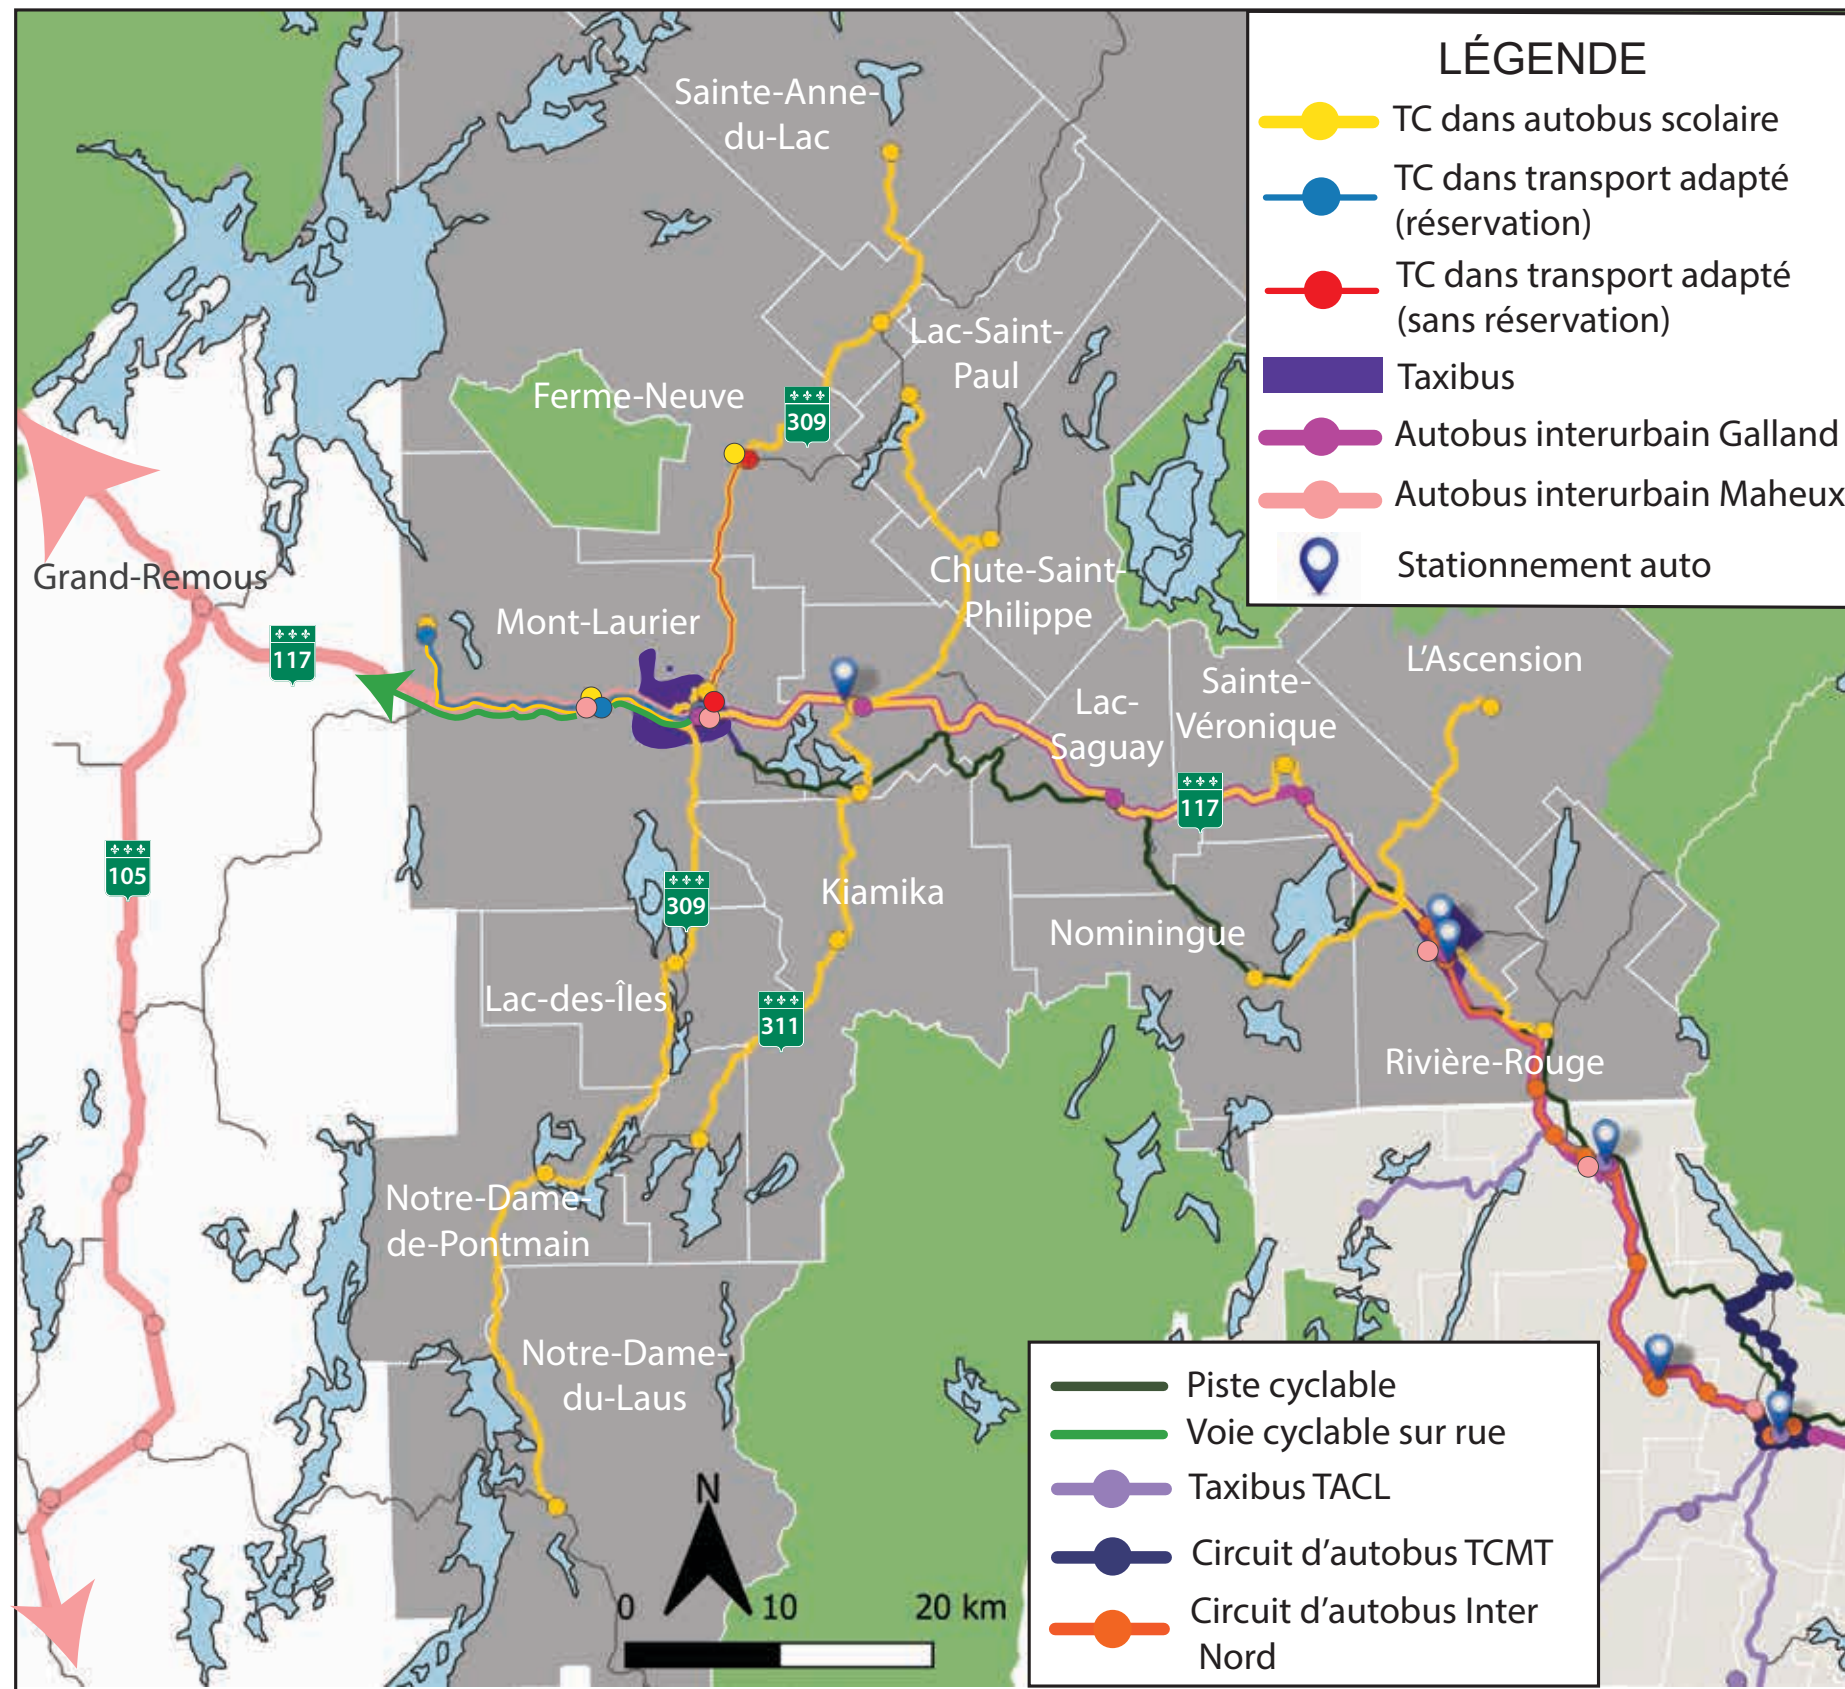 LÉGENDE
TC dans autobus scolaire
TC dans transport adapté
(réservation)
TC dans transport adapté
(sans réservation)
Taxibus
Autobus interurbain Galland
Autobus interurbain Maheux
Stationnement auto
Sainte-Anne-
du-Lac
Lac-Saint-
Paul
Ferme-Neuve
309
Grand-Remous
117
Mont-Laurier
Chute-Saint-
Philippe
L'Ascension
Sainte-
Véronique
Lac-
Saguay
117
105
309
Kiamika
Nominingue
Lac-des-Îles
311
Rivière-Rouge
Notre-Dame-
de-Pontmain
Notre-Dame-
du-Laus
N
0 10 20 km
Piste cyclable
Voie cyclable sur rue
Taxibus TACL
Circuit d'autobus TCMT
Circuit d'autobus Inter
Nord